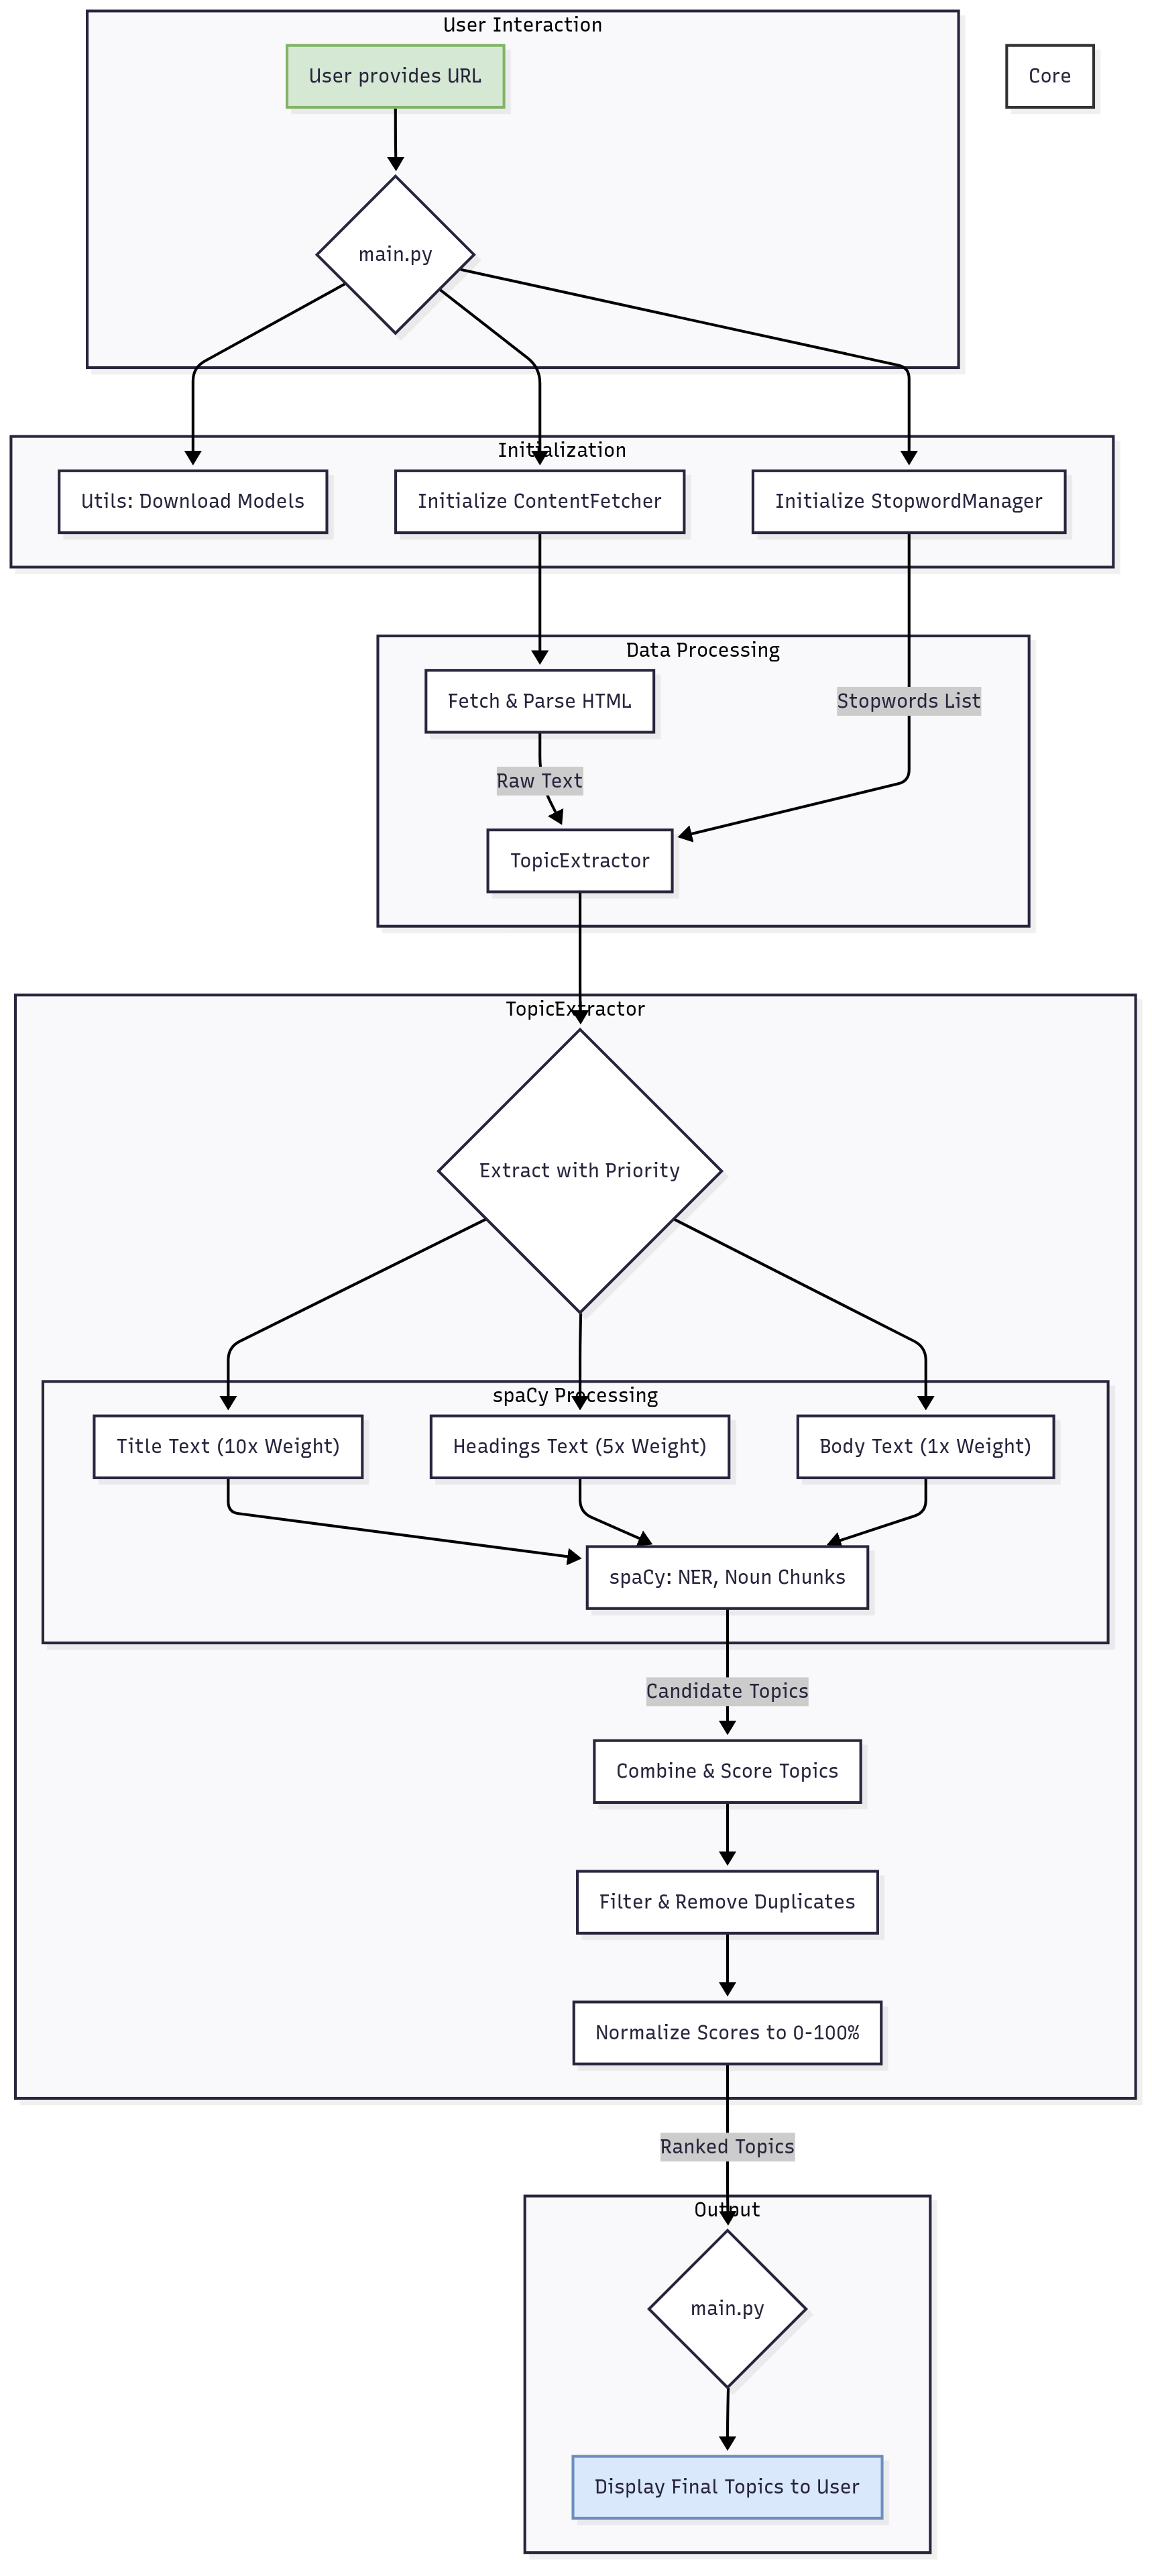 User Interaction
User provides URL
Core
main.py
Initialization
Utils: Download Models
Initialize ContentFetcher
Initialize StopwordManager
Data Processing
Fetch & Parse HTML
Stopwords List
Raw Text
TopicExtractor
TopicExtractor
Extract with Priority
spaCy Processing
Title Text (10x Weight)
Headings Text (5x Weight)
Body Text (1x Weight)
spaCy: NER, Noun Chunks
Candidate Topics
Combine & Score Topics
Filter & Remove Duplicates
Normalize Scores to 0-100%
Ranked Topics
Output
main.py
Display Final Topics to User